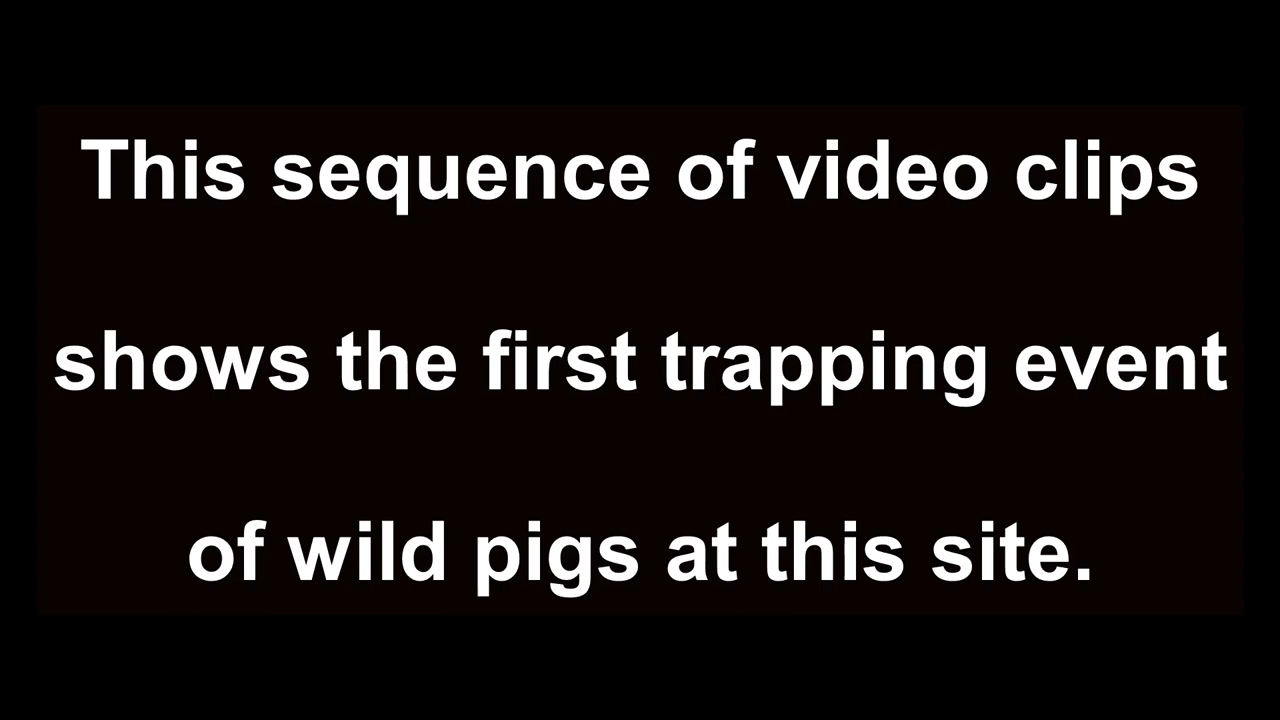 This sequence of video clips
shows the first trapping event
of wild pigs at this site.